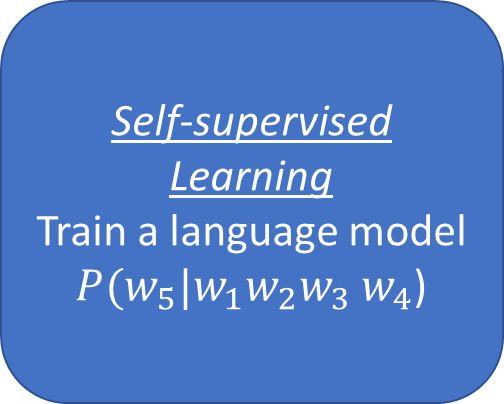 Self-supervised
Learning
Train a language model
𝑃(𝑤₅|𝑤₁𝑤₂𝑤₃ 𝑤₄)